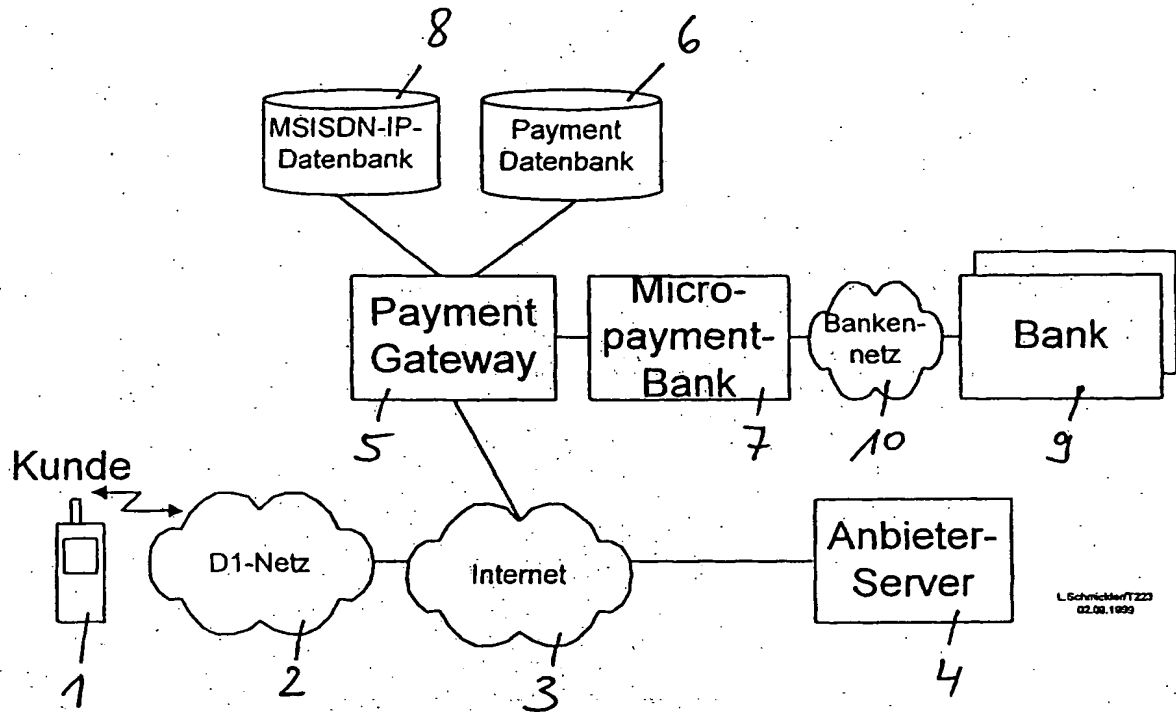 8
6
MSISDN-IP-
Datenbank
Payment
Datenbank
Payment
Gateway
Micro-
payment-
Bank
Banken-
netz
Bank
5
7
10
9
Kunde
D1-Netz
Internet
Anbieter-
Server
1
2
3
4